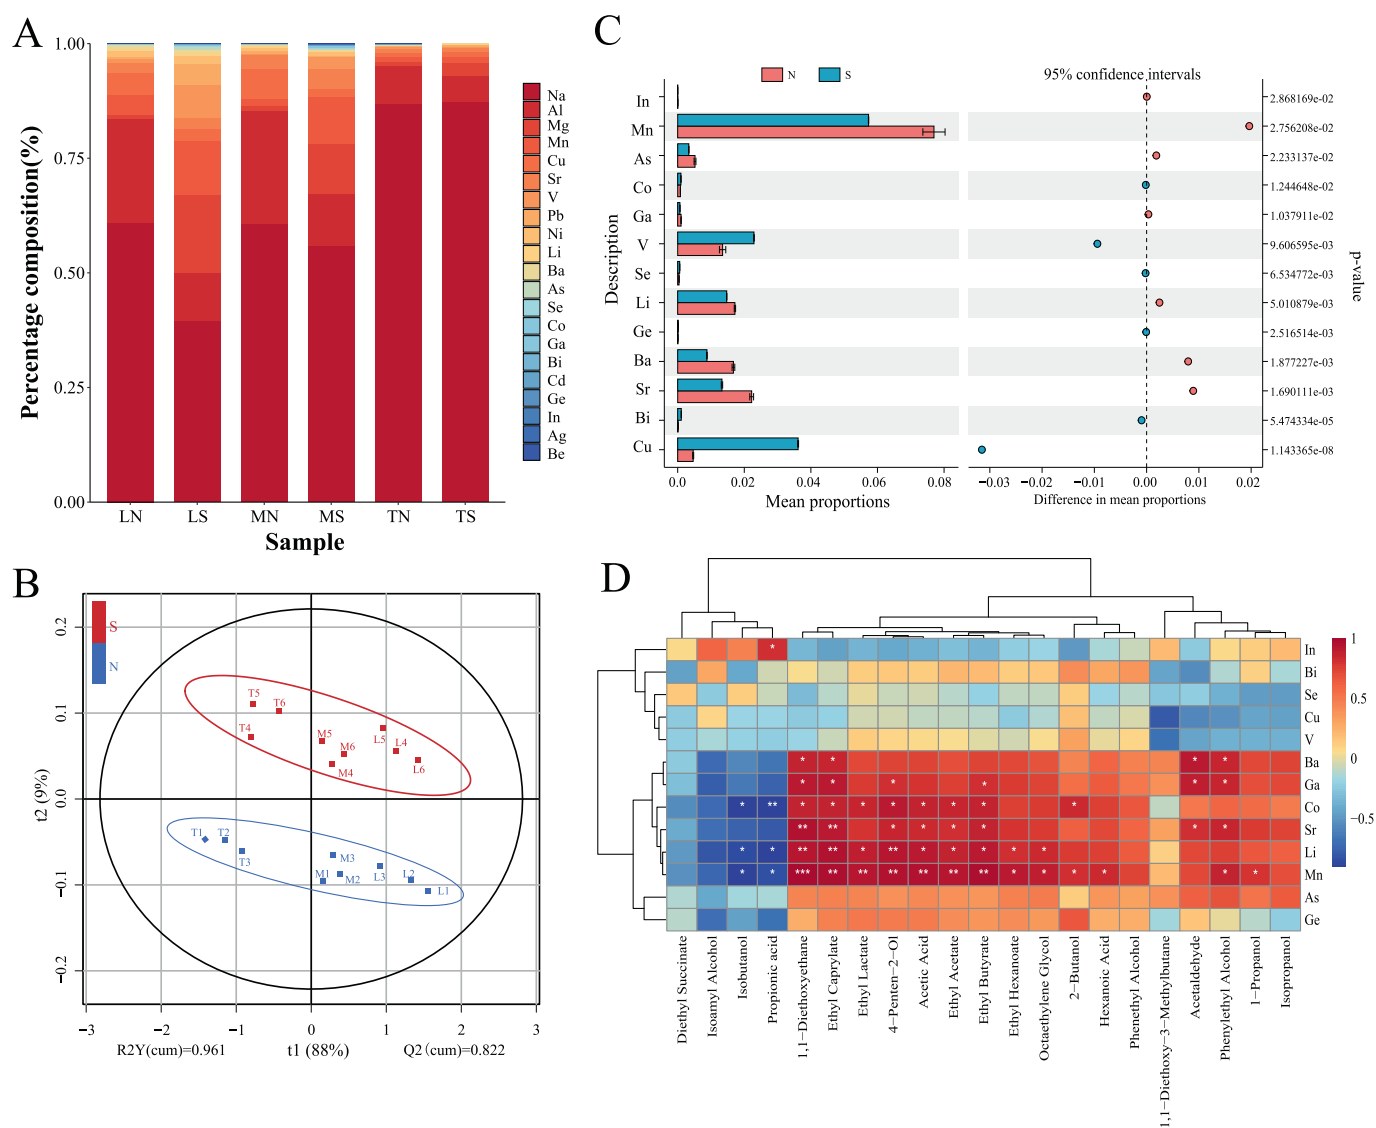 A
1.00
0.75
0.50
0.25
0.00
Percentage composition(%)
LN LS MN MS TN TS
Sample
Na
Al
Mg
Mn
Cu
Sr
V
Pb
Ni
Li
Ba
As
Se
Co
Ga
Bi
Cd
Ge
In
Ag
Be
C
N S
95% confidence intervals
Description
In 2.868169e-02
Mn 2.756208e-02
As 2.233137e-02
Co 1.244648e-02
Ga 1.037911e-02
V 9.606595e-03
Se 6.534772e-03
Li 5.010879e-03
Ge 2.516514e-03
Ba 1.877227e-03
Sr 1.690111e-03
Bi 5.474334e-05
Cu 1.143365e-08
p-value
0.0 0.02 0.04 0.06 0.08
Mean proportions
−0.03 −0.02 −0.01 0.00 0.01 0.02
Difference in mean proportions
B
S
N
0.2
0.1
0.0
−0.1
−0.2
t2 (9%)
T5
T6
T4
M5
M6
M4
L5 L4
L6
T1 T2
T3
M3
M1 M2
L3 L2
L1
−3 −2 −1 0 1 2 3
R2Y(cum)=0.961 t1 (88%) Q2(cum)=0.822
D
In
Bi
Se
Cu
V
Ba
Ga
Co
Sr
Li
Mn
As
Ge
*
* * * *
* * * * * *
* ** * * * * * * * *
** ** * * * * * *
* * ** ** * ** * * * * *
* * *** ** ** ** ** ** ** * * * * * *
1
0.5
0
−0.5
Diethyl Succinate
Isoamyl Alcohol
Isobutanol
Propionic acid
1,1−Diethoxyethane
Ethyl Caprylate
Ethyl Lactate
4−Penten−2−Ol
Acetic Acid
Ethyl Acetate
Ethyl Butyrate
Ethyl Hexanoate
Octaethylene Glycol
2−Butanol
Hexanoic Acid
Phenethyl Alcohol
1,1−Diethoxy−3−Methylbutane
Acetaldehyde
Phenylethyl Alcohol
1−Propanol
Isopropanol